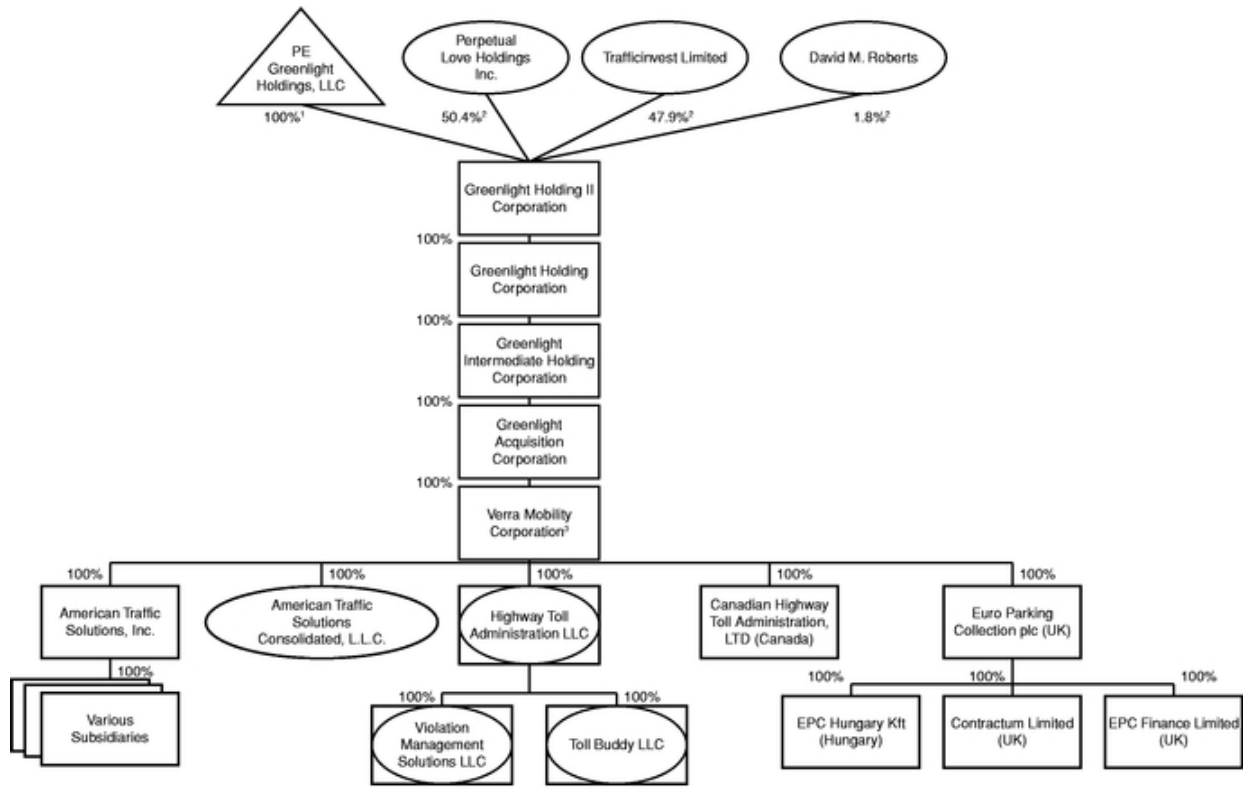 PE
Greenlight
Holdings, LLC
Perpetual
Love Holdings
Inc.
Trafficinvest Limited
David M. Roberts
100%¹
50.4%²
47.9%²
1.8%²
Greenlight Holding II
Corporation
100%
Greenlight Holding
Corporation
100%
Greenlight
Intermediate Holding
Corporation
100%
Greenlight
Acquisition
Corporation
100%
Verra Mobility
Corporation³
100%
100%
100%
100%
100%
American Traffic
Solutions, Inc.
American Traffic
Solutions
Consolidated, L.L.C.
Highway Toll
Administration LLC
Canadian Highway
Toll Administration,
LTD (Canada)
Euro Parking
Collection plc (UK)
100%
100%
100%
100%
100%
100%
Various
Subsidiaries
Violation
Management
Solutions LLC
Toll Buddy LLC
EPC Hungary Kft
(Hungary)
Contractum Limited
(UK)
EPC Finance Limited
(UK)